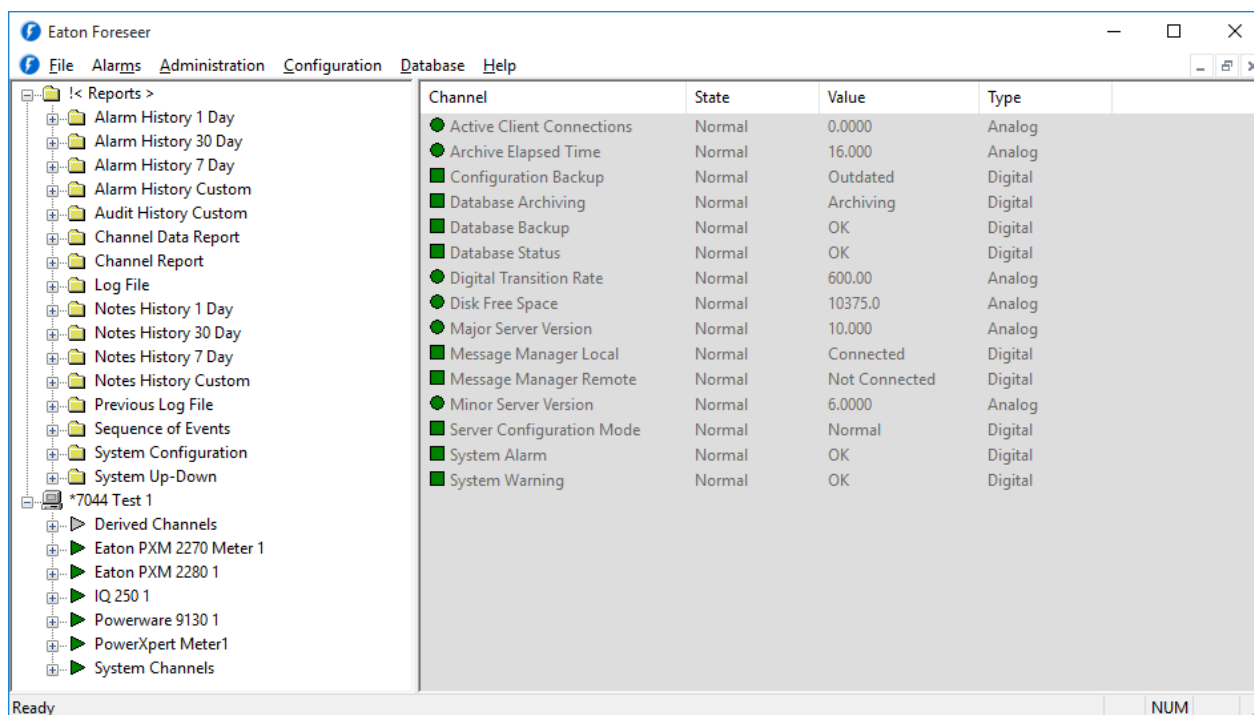 Eaton Foreseer
File Alarms Administration Configuration Database Help
!< Reports >
Alarm History 1 Day
Alarm History 30 Day
Alarm History 7 Day
Alarm History Custom
Audit History Custom
Channel Data Report
Channel Report
Log File
Notes History 1 Day
Notes History 30 Day
Notes History 7 Day
Notes History Custom
Previous Log File
Sequence of Events
System Configuration
System Up-Down
*7044 Test 1
Derived Channels
Eaton PXM 2270 Meter 1
Eaton PXM 2280 1
IQ 250 1
Powerware 9130 1
PowerXpert Meter1
System Channels
Channel State Value Type
Active Client Connections Normal 0.0000 Analog
Archive Elapsed Time Normal 16.000 Analog
Configuration Backup Normal Outdated Digital
Database Archiving Normal Archiving Digital
Database Backup Normal OK Digital
Database Status Normal OK Digital
Digital Transition Rate Normal 600.00 Analog
Disk Free Space Normal 10375.0 Analog
Major Server Version Normal 10.000 Analog
Message Manager Local Normal Connected Digital
Message Manager Remote Normal Not Connected Digital
Minor Server Version Normal 6.0000 Analog
Server Configuration Mode Normal Normal Digital
System Alarm Normal OK Digital
System Warning Normal OK Digital
Ready NUM